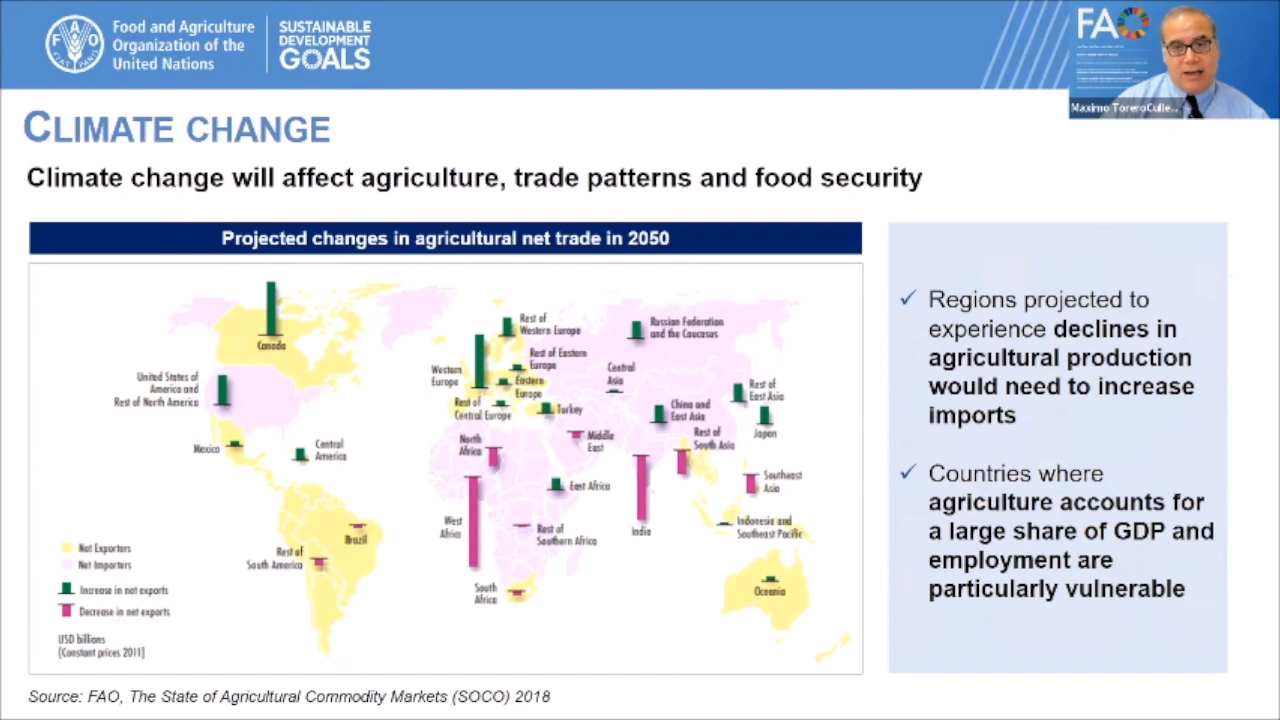 Food and Agriculture
Organization of the
United Nations
SUSTAINABLE
DEVELOPMENT
GOALS
FAO
Maximo ToreroCulle...
CLIMATE CHANGE
Climate change will affect agriculture, trade patterns and food security
Projected changes in agricultural net trade in 2050
Canada
United States of
America and
Rest of North America
Mexico
Central
America
Brazil
Rest of
South America
Western
Europe
Rest of
Western Europe
Rest of Eastern
Europe
Eastern
Europe
Rest of
Central Europe
Turkey
Russian Federation
and the Caucasus
Central
Asia
China and
East Asia
Rest of
East Asia
Japan
Rest of
South Asia
Middle
East
North
Africa
East Africa
India
Southeast
Asia
West
Africa
Rest of
Southern Africa
Indonesia and
Southeast Pacific
South
Africa
Oceania
Net Exporters
Net Importers
Increase in net exports
Decrease in net exports
USD billions
(Constant prices 2011)
✓ Regions projected to
experience declines in
agricultural production
would need to increase
imports
✓ Countries where
agriculture accounts for
a large share of GDP and
employment are
particularly vulnerable
Source: FAO, The State of Agricultural Commodity Markets (SOCO) 2018